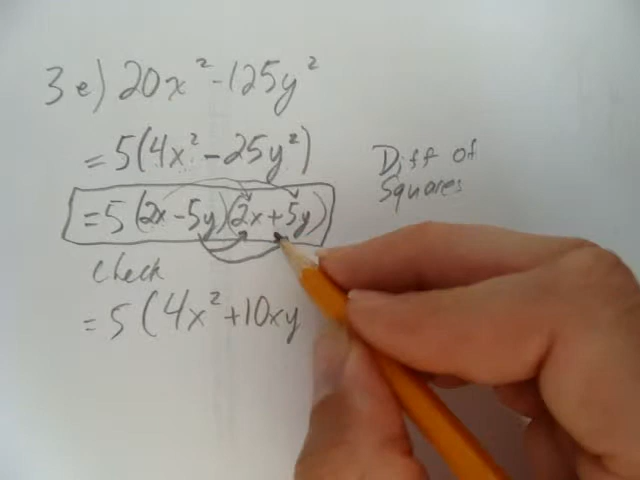 3e) 20x² -125y²
= 5(4x² - 25y²)
Diff of
Squares
= 5 (2x - 5y)(2x + 5y)
Check
= 5 (4x² +10xy